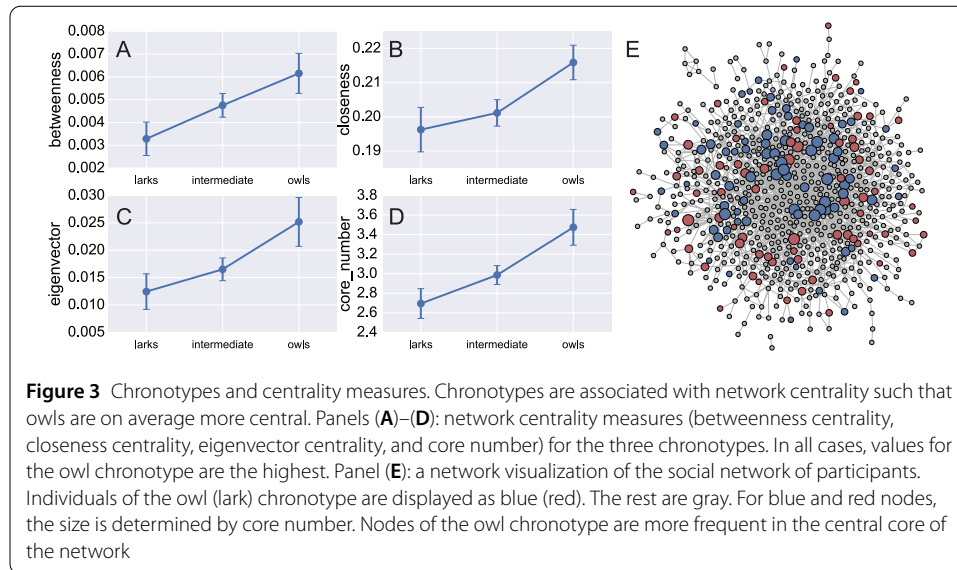 0.008
0.007
0.006
0.005
0.004
0.003
0.002
betweenness
A
larks intermediate owls
0.22
0.21
0.20
0.19
closeness
B
larks intermediate owls
E
0.030
0.025
0.020
0.015
0.010
0.005
eigenvector
C
larks intermediate owls
3.8
3.6
3.4
3.2
3.0
2.8
2.6
2.4
core_number
D
larks intermediate owls
Figure 3 Chronotypes and centrality measures. Chronotypes are associated with network centrality such that
owls are on average more central. Panels (A)–(D): network centrality measures (betweenness centrality,
closeness centrality, eigenvector centrality, and core number) for the three chronotypes. In all cases, values for
the owl chronotype are the highest. Panel (E): a network visualization of the social network of participants.
Individuals of the owl (lark) chronotype are displayed as blue (red). The rest are gray. For blue and red nodes,
the size is determined by core number. Nodes of the owl chronotype are more frequent in the central core of
the network